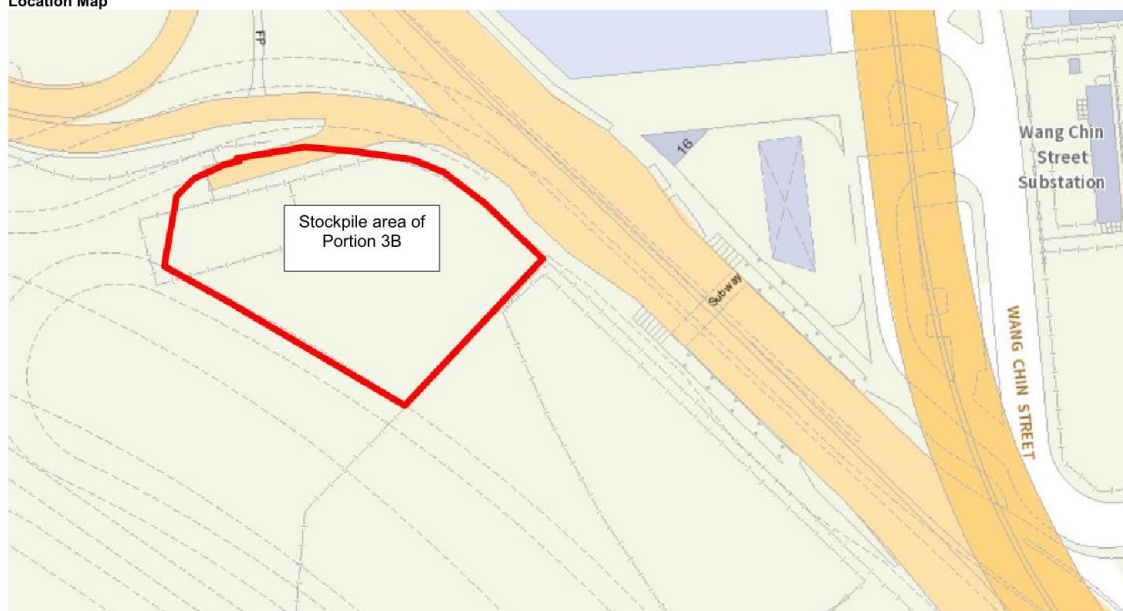 Location Map
FP
16
Wang Chin
Street
Substation
Stockpile area of
Portion 3B
Subway
WANG CHIN STREET